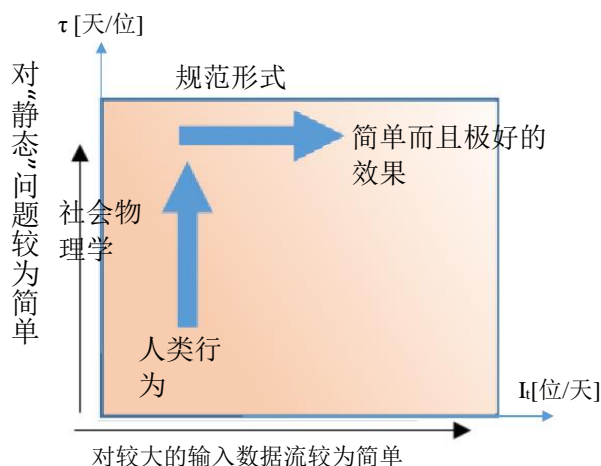 τ [天/位]
对“静态”问题较为简单
规范形式
简单而且极好的
效果
社会物
理学
人类行
为
It[位/天]
对较大的输入数据流较为简单